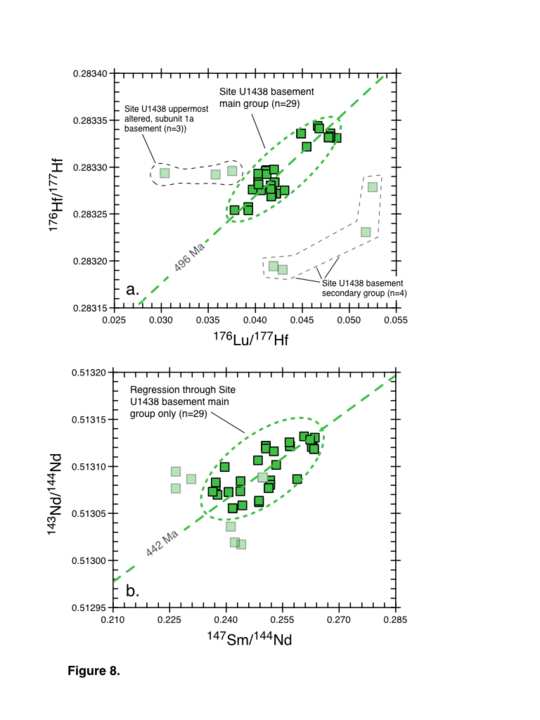 0.28340
0.28335
0.28330
0.28325
0.28320
0.28315
176Hf/177Hf
Site U1438 uppermost
altered, subunit 1a
basement (n=3))
Site U1438 basement
main group (n=29)
496 Ma
a.
Site U1438 basement
secondary group (n=4)
0.025 0.030 0.035 0.040 0.045 0.050 0.055
176Lu/177Hf
0.51320
0.51315
0.51310
0.51305
0.51300
0.51295
143Nd/144Nd
Regression through Site
U1438 basement main
group only (n=29)
442 Ma
b.
0.210 0.225 0.240 0.255 0.270 0.285
147Sm/144Nd
Figure 8.